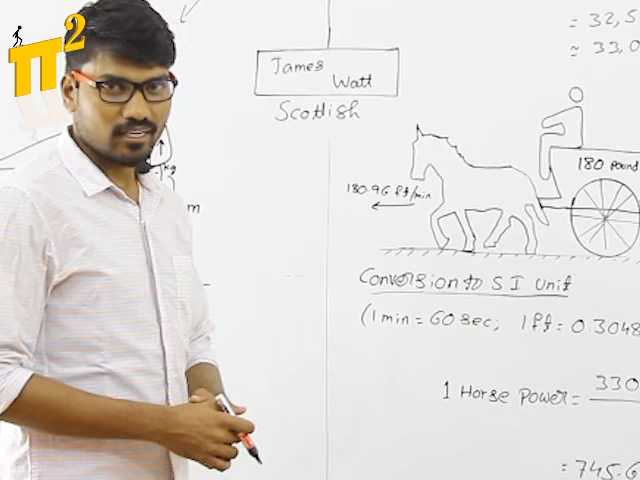 π2
James
Watt
Scottish
kg
m
= 32,5
≈ 33,0
180 Pound
180.96 ft/min
Conversion to S I Unit
(1 min = 60 sec; 1 ft = 0.3048
1 Horse Power = 330
= 745.6